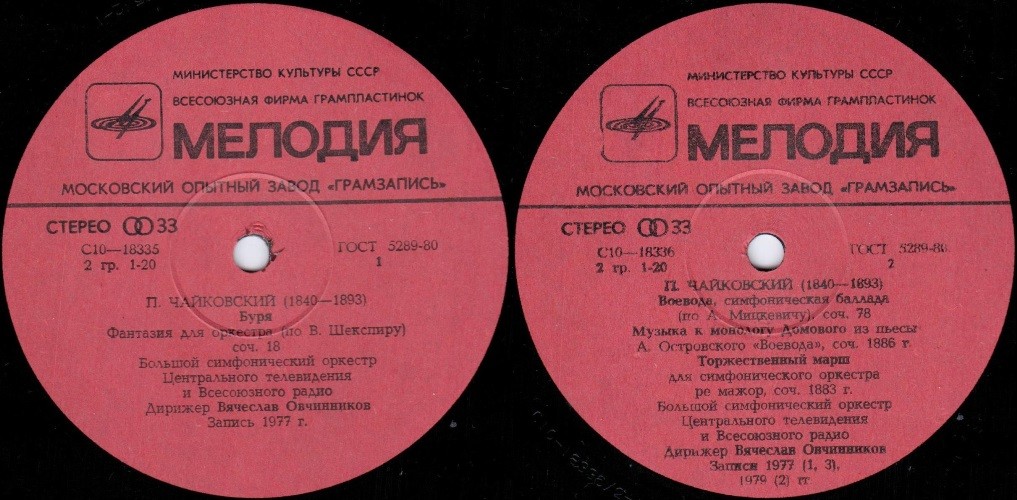 МИНИСТЕРСТВО КУЛЬТУРЫ СССР
ВСЕСОЮЗНАЯ ФИРМА ГРАМПЛАСТИНОК
МЕЛОДИЯ
МОСКОВСКИЙ ОПЫТНЫЙ ЗАВОД «ГРАМЗАПИСЬ»
СТЕРЕО 33
С10—18335
ГОСТ 5289-80
2 гр. 1-20
1
П. ЧАЙКОВСКИЙ (1840—1893)
Буря
Фантазия для оркестра (по В. Шекспиру)
соч. 18
Большой симфонический оркестр
Центрального телевидения
и Всесоюзного радио
Дирижер Вячеслав Овчинников
Запись 1977 г.
МИНИСТЕРСТВО КУЛЬТУРЫ СССР
ВСЕСОЮЗНАЯ ФИРМА ГРАМПЛАСТИНОК
МЕЛОДИЯ
МОСКОВСКИЙ ОПЫТНЫЙ ЗАВОД «ГРАМЗАПИСЬ»
СТЕРЕО 33
С10—18336
ГОСТ 5289-80
2 гр. 1-20
2
П. ЧАЙКОВСКИЙ (1840—1893)
Воевода, симфоническая баллада
(по А. Мицкевичу), соч. 78
Музыка к монологу Домового из пьесы
А. Островского «Воевода», соч. 1886 г.
Торжественный марш
для симфонического оркестра
ре мажор, соч. 1883 г.
Большой симфонический оркестр
Центрального телевидения
и Всесоюзного радио
Дирижер Вячеслав Овчинников
Записи 1977 (1, 3),
1979 (2) гг